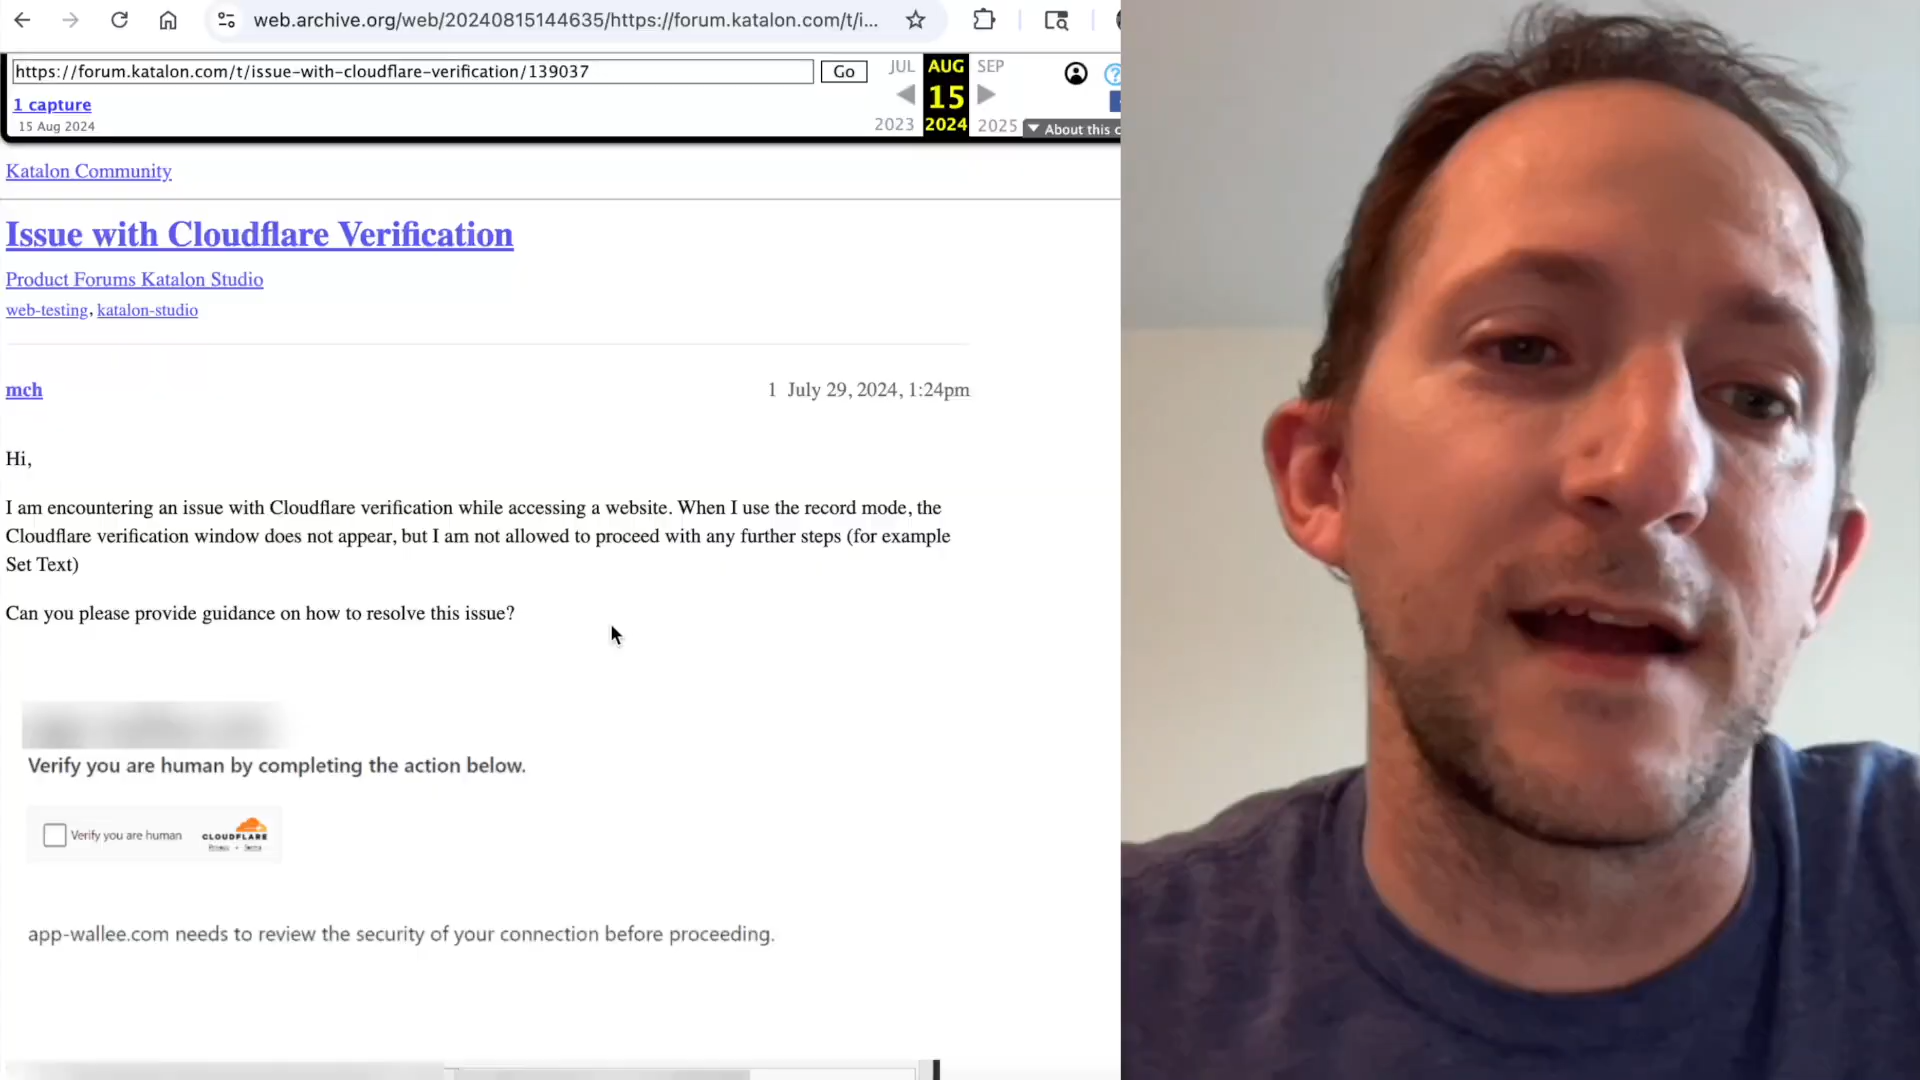 web.archive.org/web/20240815144635/https://forum.katalon.com/t/i...
https://forum.katalon.com/t/issue-with-cloudflare-verification/139037
Go
JUL AUG SEP
1 capture
15
15 Aug 2024
2023 2024 2025
About this c
Katalon Community
Issue with Cloudflare Verification
Product Forums Katalon Studio
web-testing, katalon-studio
mch
1 July 29, 2024, 1:24pm
Hi,
I am encountering an issue with Cloudflare verification while accessing a website. When I use the record mode, the
Cloudflare verification window does not appear, but I am not allowed to proceed with any further steps (for example
Set Text)
Can you please provide guidance on how to resolve this issue?
Verify you are human by completing the action below.
Verify you are human
CLOUDFLARE
Privacy • Terms
app-wallee.com needs to review the security of your connection before proceeding.